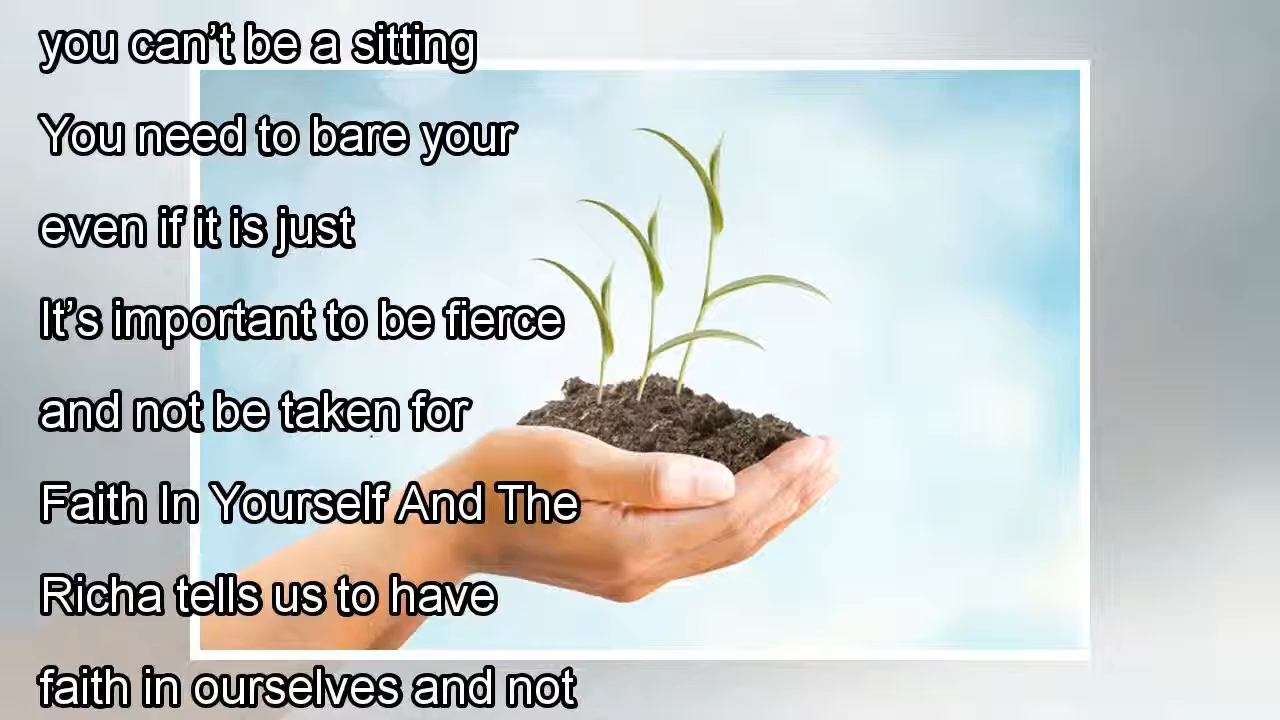 you can’t be a sitting
You need to bare your
even if it is just
It’s important to be fierce
and not be taken for
Faith In Yourself And The
Richa tells us to have
faith in ourselves and not